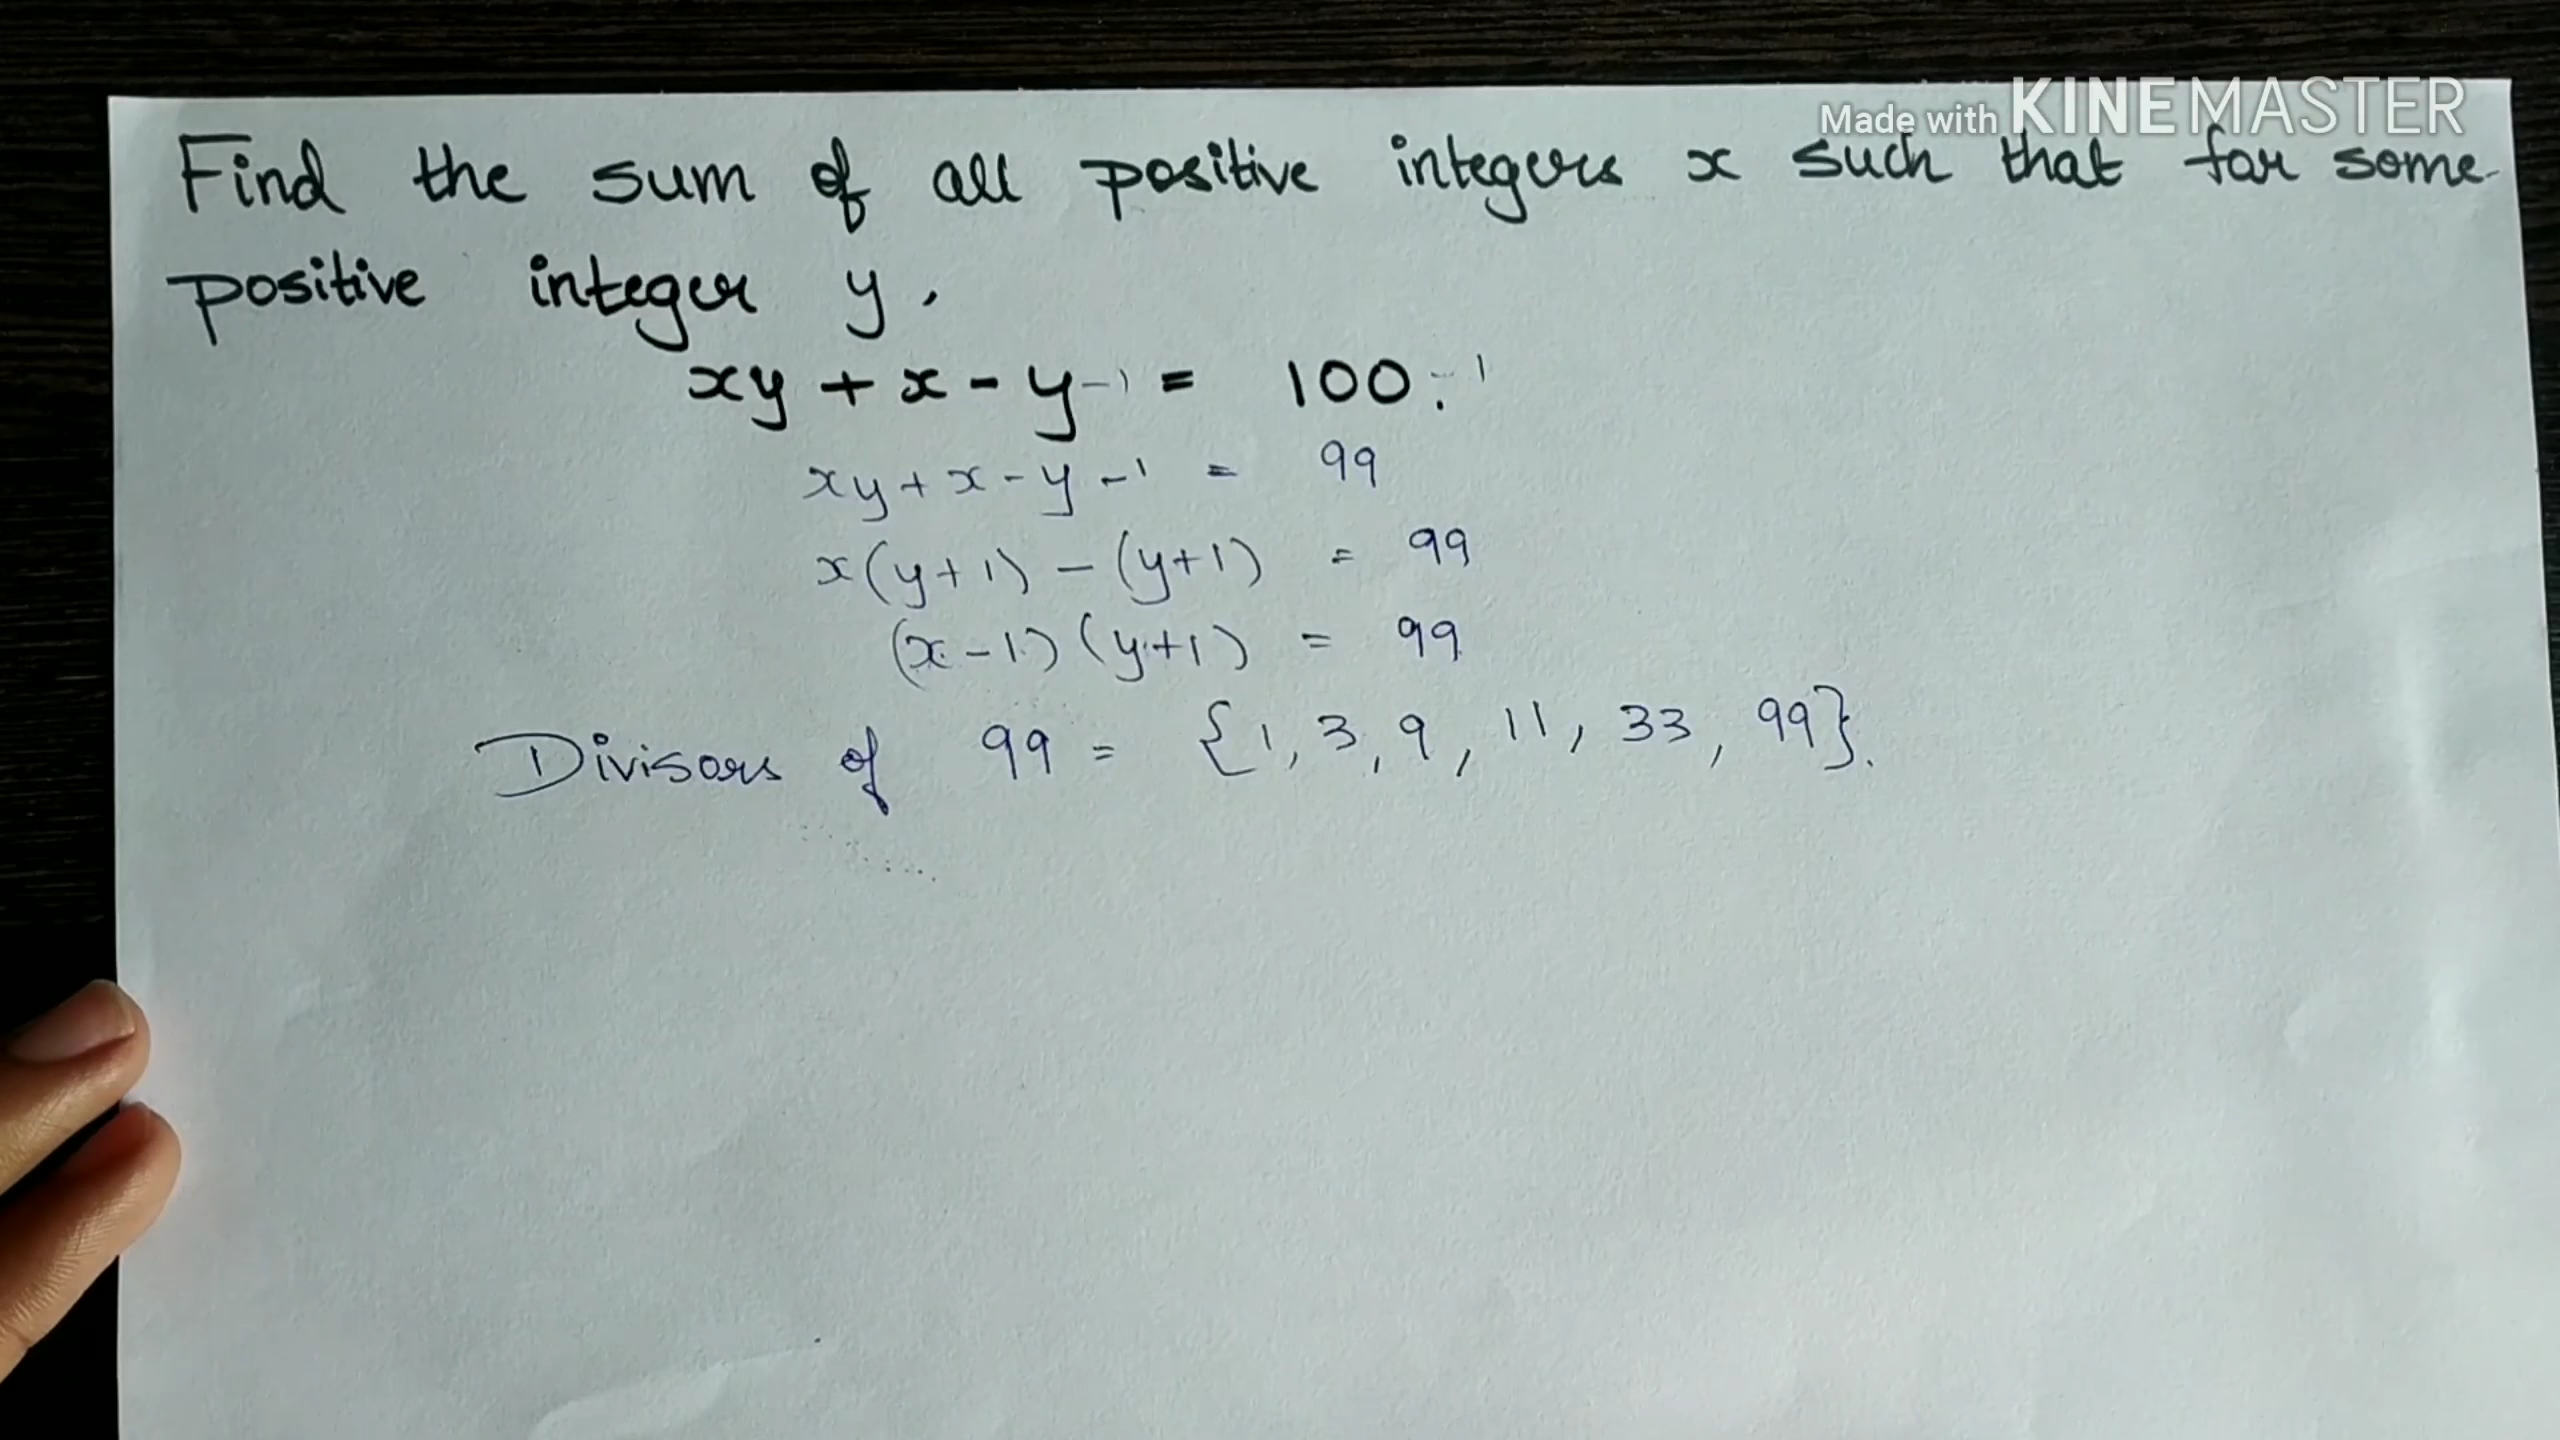 Made with KINEMASTER
Find the sum of all positive integers x such that for some
positive integer y,
xy + x - y - 1 = 100 - 1
xy + x - y - 1 = 99
x(y + 1) - (y + 1) = 99
(x - 1)(y + 1) = 99
Divisors of 99 = {1, 3, 9, 11, 33, 99}.